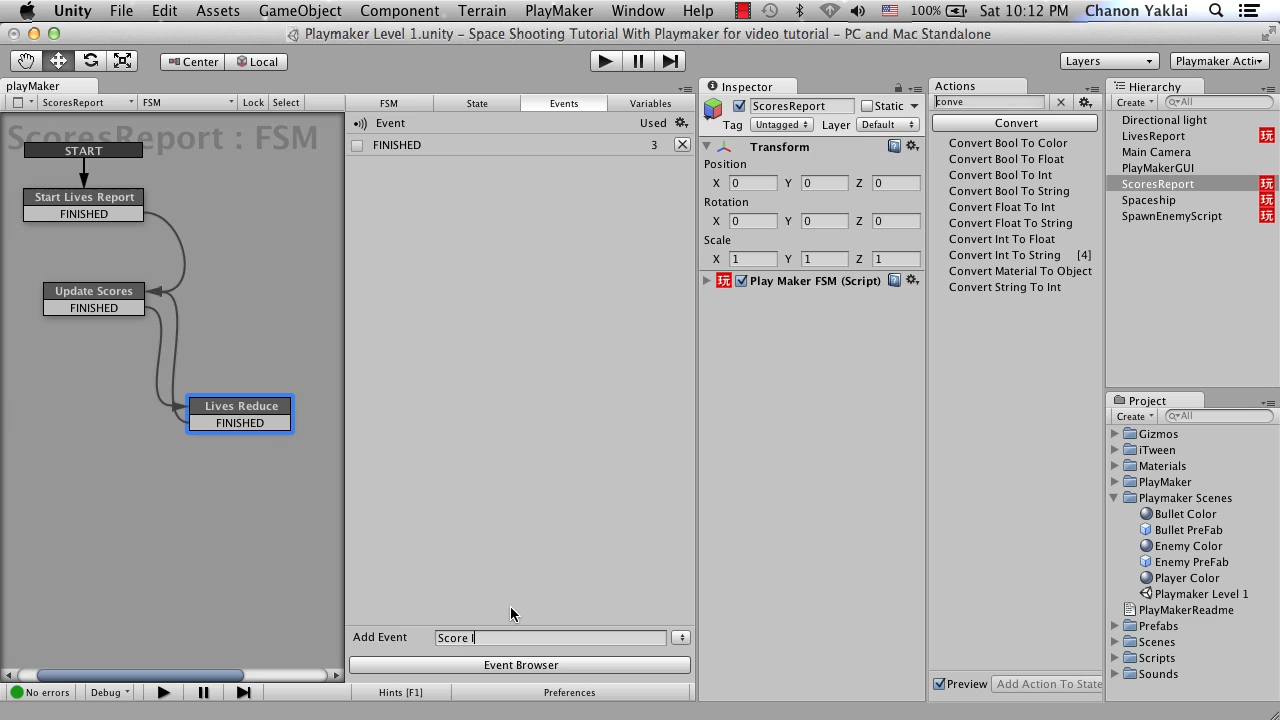 Unity File Edit Assets GameObject Component Terrain PlayMaker Window Help 100% Sat 10:12 PM Chanon Yaklai
Playmaker Level 1.unity – Space Shooting Tutorial With Playmaker for video tutorial – PC and Mac Standalone
Center Local Layers Playmaker Acti
playMaker
ScoresReport FSM Lock Select
ScoresReport : FSM
START
Start Lives Report
FINISHED
Update Scores
FINISHED
Lives Reduce
FINISHED
No errors Debug
FSM State Events Variables
Event Used
FINISHED 3
Add Event Score I
Event Browser
Hints [F1] Preferences
Inspector
ScoresReport Static
Tag Untagged Layer Default
Transform
Position
X 0 Y 0 Z 0
Rotation
X 0 Y 0 Z 0
Scale
X 1 Y 1 Z 1
Play Maker FSM (Script)
Actions
conve
Convert
Convert Bool To Color
Convert Bool To Float
Convert Bool To Int
Convert Bool To String
Convert Float To Int
Convert Float To String
Convert Int To Float
Convert Int To String [4]
Convert Material To Object
Convert String To Int
Preview Add Action To State
Hierarchy
Create All
Directional light
LivesReport 玩
Main Camera
PlayMakerGUI
ScoresReport 玩
Spaceship 玩
SpawnEnemyScript 玩
Project
Create All
Gizmos
iTween
Materials
PlayMaker
Playmaker Scenes
Bullet Color
Bullet PreFab
Enemy Color
Enemy PreFab
Player Color
Playmaker Level 1
PlayMakerReadme
Prefabs
Scenes
Scripts
Sounds